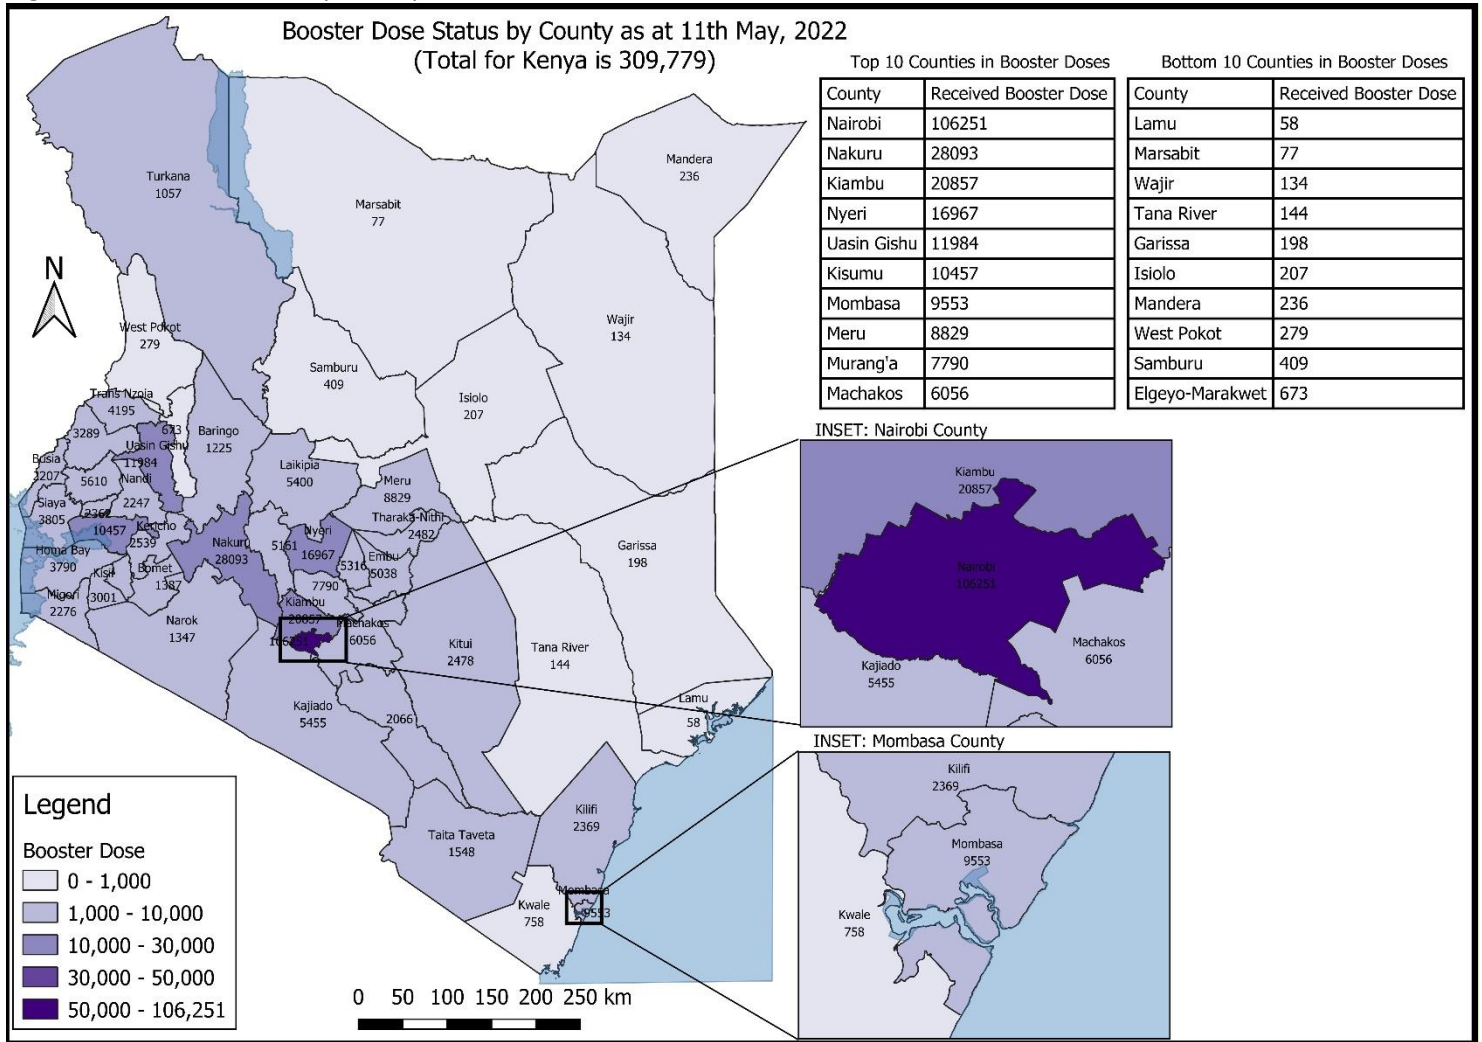 Booster Dose Status by County as at 11th May, 2022
(Total for Kenya is 309,779)
Top 10 Counties in Booster Doses
County Received Booster Dose
Nairobi 106251
Nakuru 28093
Kiambu 20857
Nyeri 16967
Uasin Gishu 11984
Kisumu 10457
Mombasa 9553
Meru 8829
Murang'a 7790
Machakos 6056
Bottom 10 Counties in Booster Doses
County Received Booster Dose
Lamu 58
Marsabit 77
Wajir 134
Tana River 144
Garissa 198
Isiolo 207
Mandera 236
West Pokot 279
Samburu 409
Elgeyo-Marakwet 673
N
Turkana
1057
Marsabit
77
Mandera
236
Wajir
134
West Pokot
279
Samburu
409
Isiolo
207
Trans Nzoia
4195
3289
673
Uasin Gishu
11984
Baringo
1225
Busia
2207
5610
Nandi
2247
Laikipia
5400
Meru
8829
Siaya
3805
2362
10457
Kericho
2539
Tharaka-Nithi
2482
Nakuru
28093
5161
Nyeri
16967
5316
Embu
5038
Homa Bay
3790
Kisii
3001
Bomet
1387
7790
Migori
2276
Narok
1347
Kiambu
20857
106251
Machakos
6056
Kitui
2478
Garissa
198
Tana River
144
Lamu
58
Kajiado
5455
2066
Taita Taveta
1548
Kilifi
2369
Kwale
758
Mombasa
9553
INSET: Nairobi County
Kiambu
20857
Nairobi
106251
Machakos
6056
Kajiado
5455
INSET: Mombasa County
Kilifi
2369
Mombasa
9553
Kwale
758
Legend
Booster Dose
0 - 1,000
1,000 - 10,000
10,000 - 30,000
30,000 - 50,000
50,000 - 106,251
0 50 100 150 200 250 km